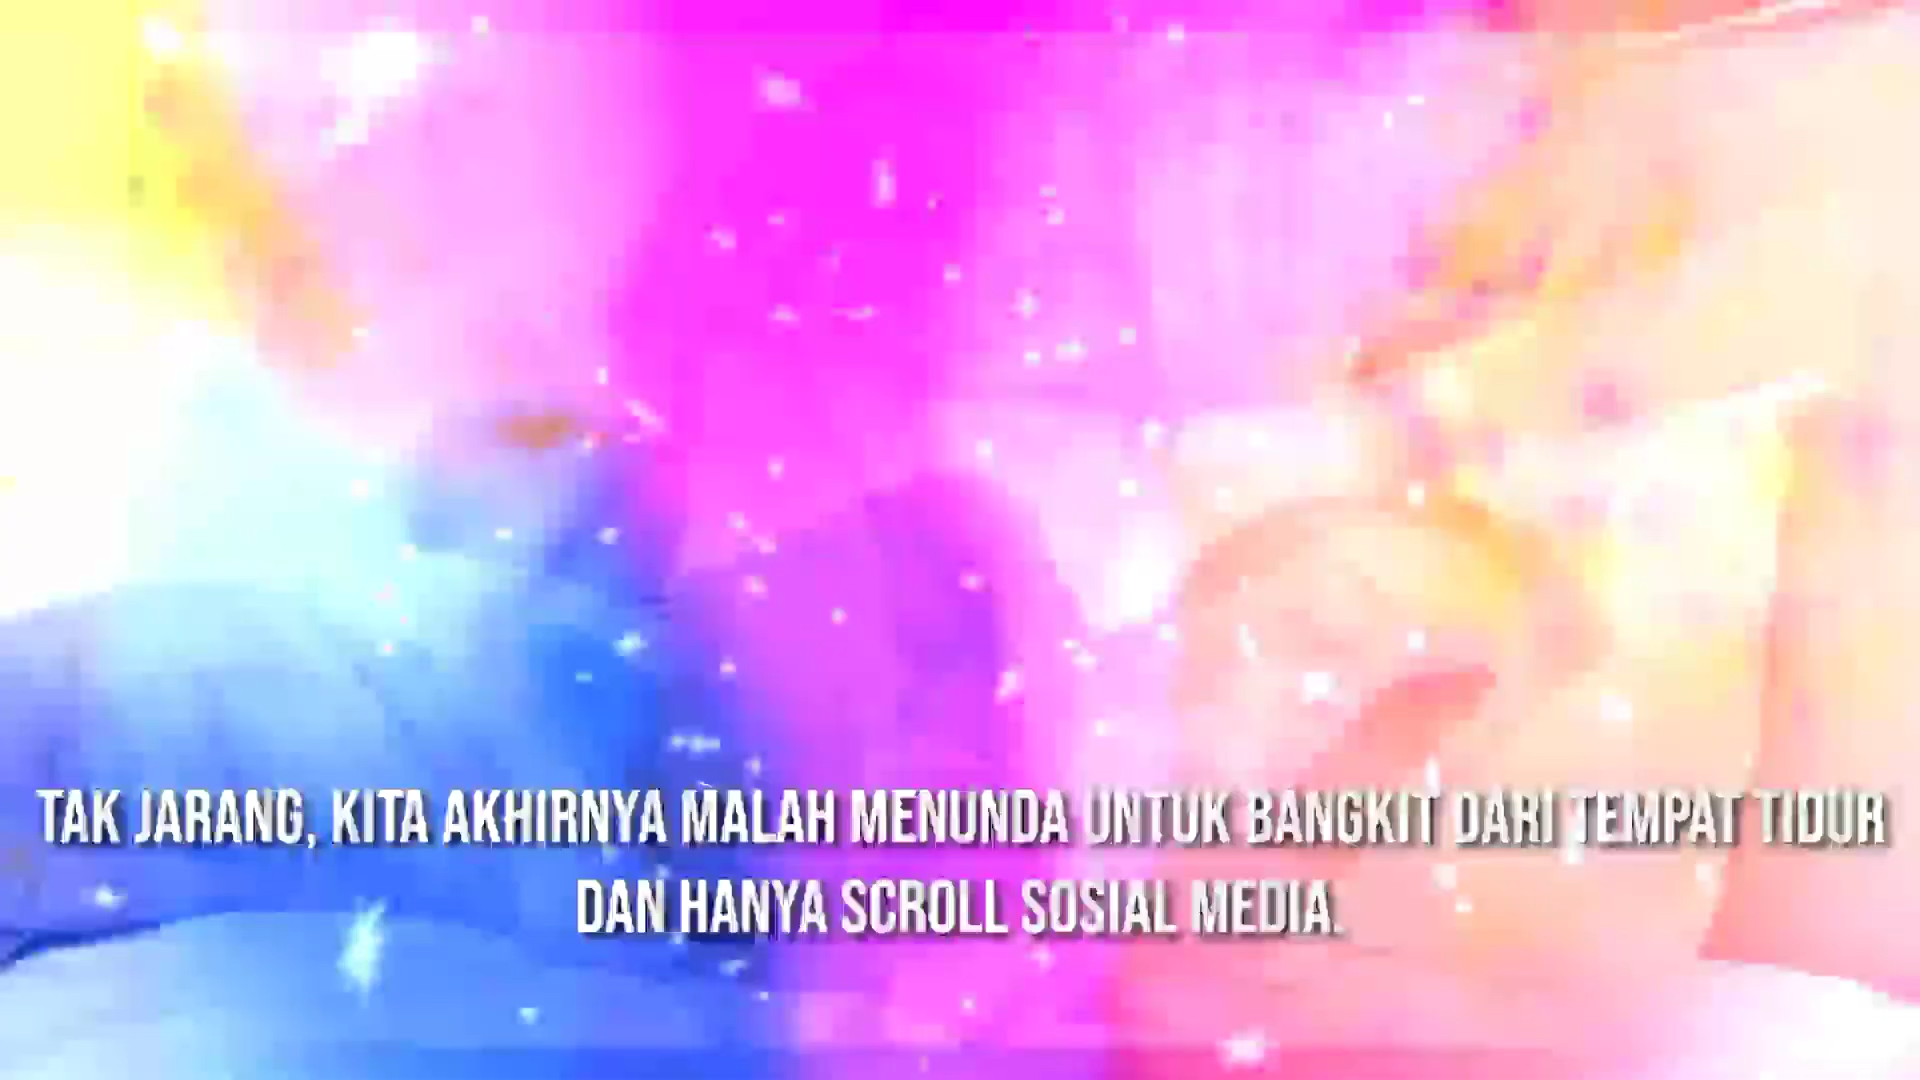 TAK JARANG, KITA AKHIRNYA MALAH MENUNDA UNTUK BANGKIT DARI TEMPAT TIDUR
DAN HANYA SCROLL SOSIAL MEDIA.